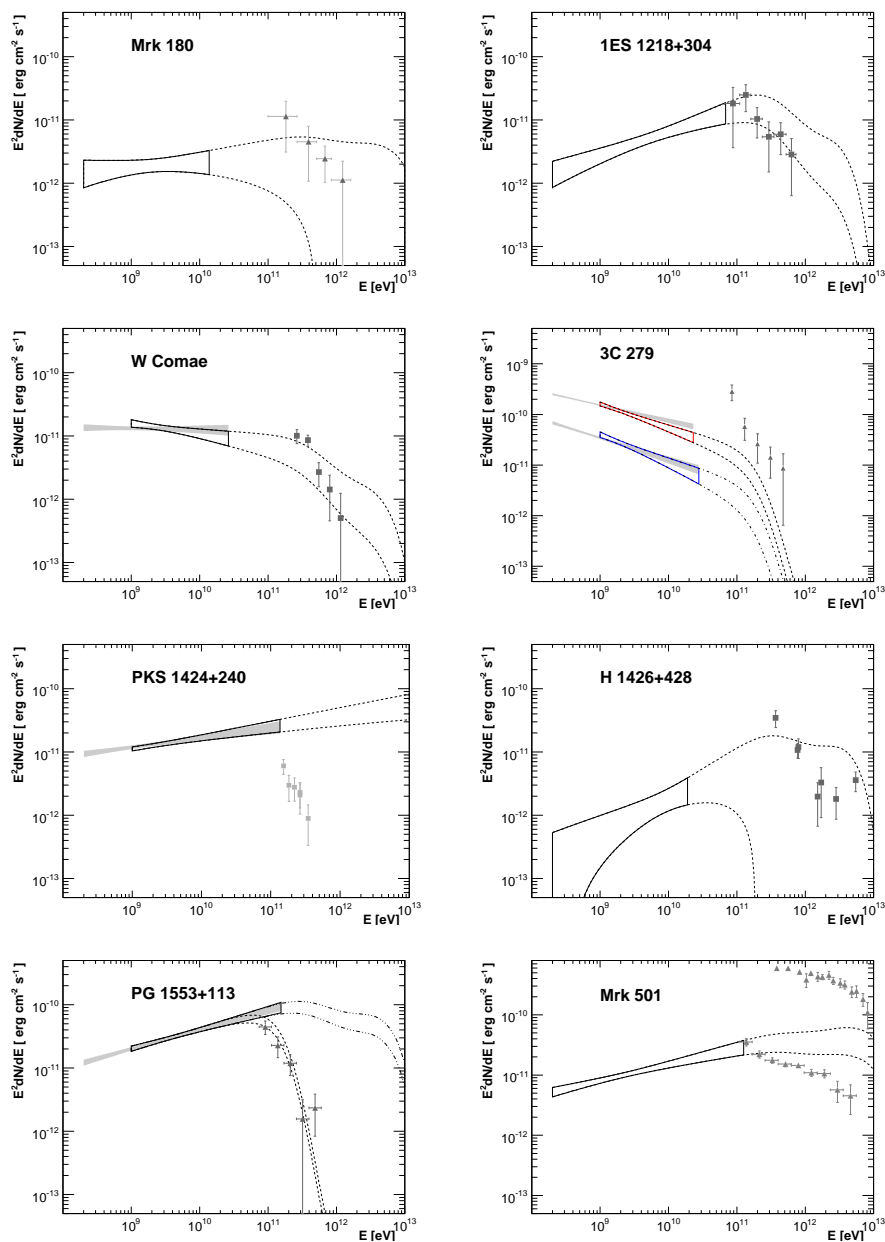 Mrk 180
E²dN/dE [ erg cm⁻² s⁻¹ ]
10⁻¹⁰
10⁻¹¹
10⁻¹²
10⁻¹³
10⁹ 10¹⁰ 10¹¹ 10¹² 10¹³
E [eV]
1ES 1218+304
E²dN/dE [ erg cm⁻² s⁻¹ ]
10⁻¹⁰
10⁻¹¹
10⁻¹²
10⁻¹³
10⁹ 10¹⁰ 10¹¹ 10¹² 10¹³
E [eV]
W Comae
E²dN/dE [ erg cm⁻² s⁻¹ ]
10⁻¹⁰
10⁻¹¹
10⁻¹²
10⁻¹³
10⁹ 10¹⁰ 10¹¹ 10¹² 10¹³
E [eV]
3C 279
E²dN/dE [ erg cm⁻² s⁻¹ ]
10⁻⁹
10⁻¹⁰
10⁻¹¹
10⁻¹²
10⁻¹³
10⁹ 10¹⁰ 10¹¹ 10¹² 10¹³
E [eV]
PKS 1424+240
E²dN/dE [ erg cm⁻² s⁻¹ ]
10⁻¹⁰
10⁻¹¹
10⁻¹²
10⁻¹³
10⁹ 10¹⁰ 10¹¹ 10¹² 10¹³
E [eV]
H 1426+428
E²dN/dE [ erg cm⁻² s⁻¹ ]
10⁻¹⁰
10⁻¹¹
10⁻¹²
10⁻¹³
10⁹ 10¹⁰ 10¹¹ 10¹² 10¹³
E [eV]
PG 1553+113
E²dN/dE [ erg cm⁻² s⁻¹ ]
10⁻¹⁰
10⁻¹¹
10⁻¹²
10⁻¹³
10⁹ 10¹⁰ 10¹¹ 10¹² 10¹³
E [eV]
Mrk 501
E²dN/dE [ erg cm⁻² s⁻¹ ]
10⁻¹⁰
10⁻¹¹
10⁻¹²
10⁻¹³
10⁹ 10¹⁰ 10¹¹ 10¹² 10¹³
E [eV]